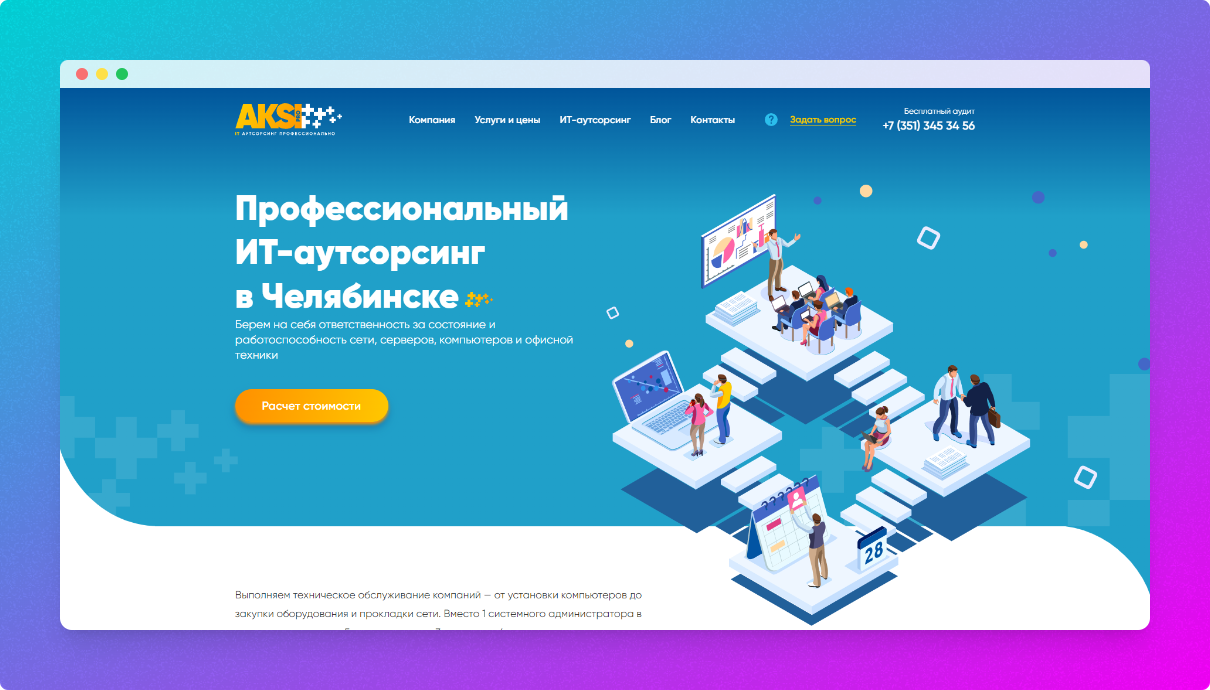 AKSI
IT АУТСОРСИНГ ПРОФЕССИОНАЛЬНО
Компания
Услуги и цены
ИТ-аутсорсинг
Блог
Контакты
?
Задать вопрос
Бесплатный аудит
+7 (351) 345 34 56
Профессиональный
ИТ-аутсорсинг
в Челябинске
Берем на себя ответственность за состояние и
работоспособность сети, серверов, компьютеров и офисной
техники
Расчет стоимости
28
Выполняем техническое обслуживание компаний — от установки компьютеров до
закупки оборудования и прокладки сети. Вместо 1 системного администратора в